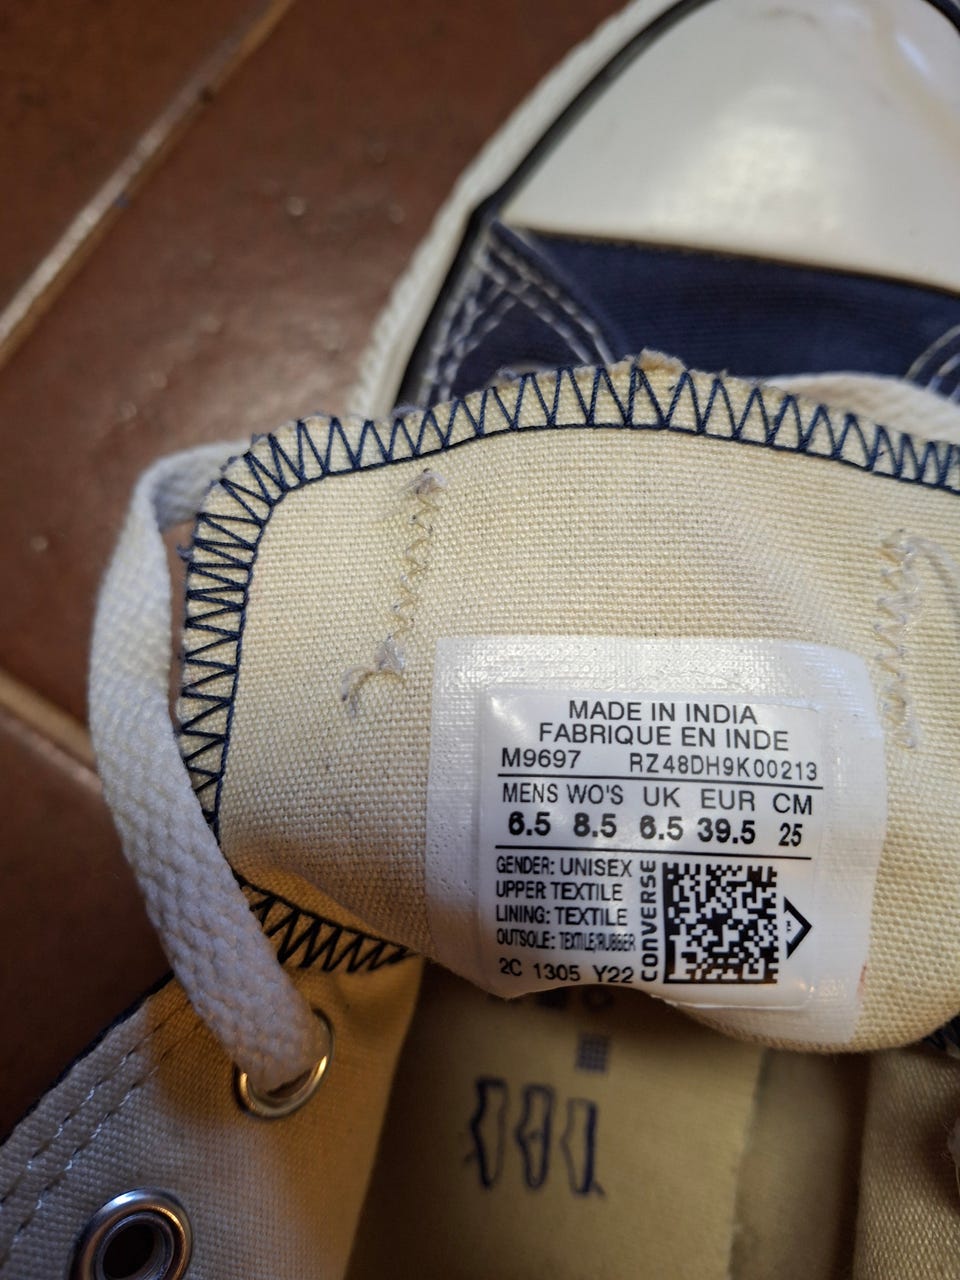 MADE IN INDIA
FABRIQUE EN INDE
M9697 RZ48DH9K00213
MENS WO'S UK EUR CM
6.5 8.5 6.5 39.5 25
GENDER: UNISEX
UPPER: TEXTILE
LINING: TEXTILE
OUTSOLE: TEXTILE/RUBBER
2C 1305 Y22
CONVERSE